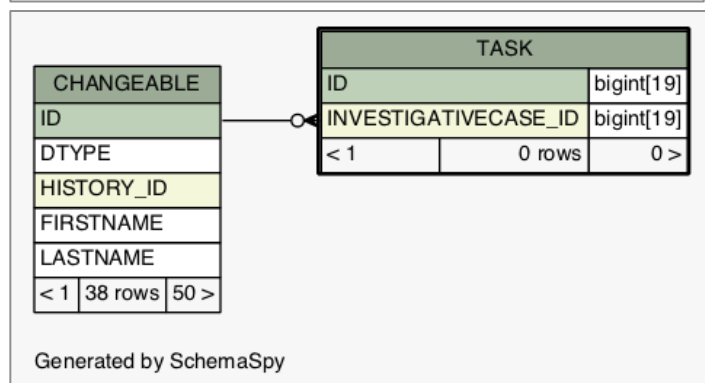 CHANGEABLE
ID
DTYPE
HISTORY_ID
FIRSTNAME
LASTNAME
< 1 38 rows 50 >
TASK
ID bigint[19]
INVESTIGATIVECASE_ID bigint[19]
< 1 0 rows 0 >
Generated by SchemaSpy